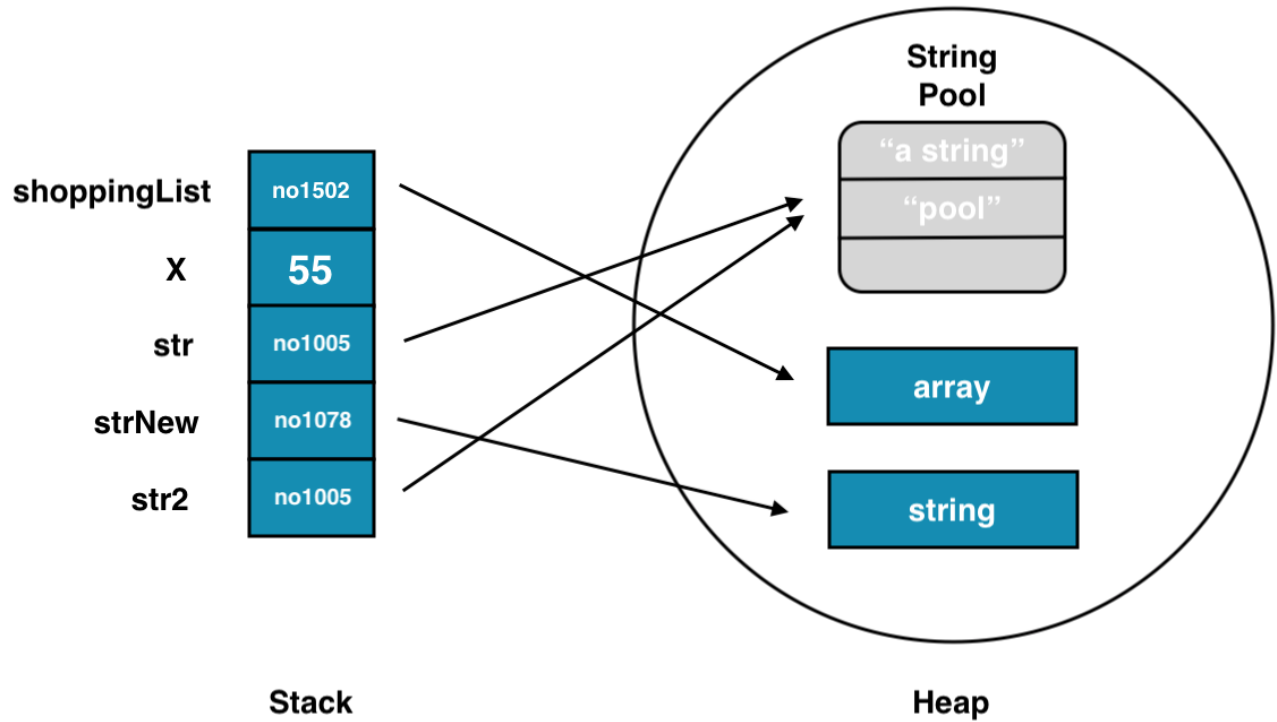 String
Pool
“a string”
“pool”
shoppingList
no1502
X
55
str
no1005
strNew
no1078
str2
no1005
array
string
Stack
Heap